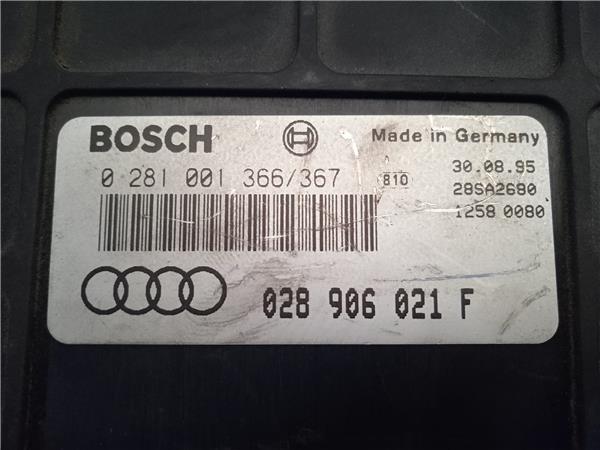 BOSCH
Made in Germany
0 281 001 366/367
810
30.08.95
28SA2680
1258 0080
028 906 021 F